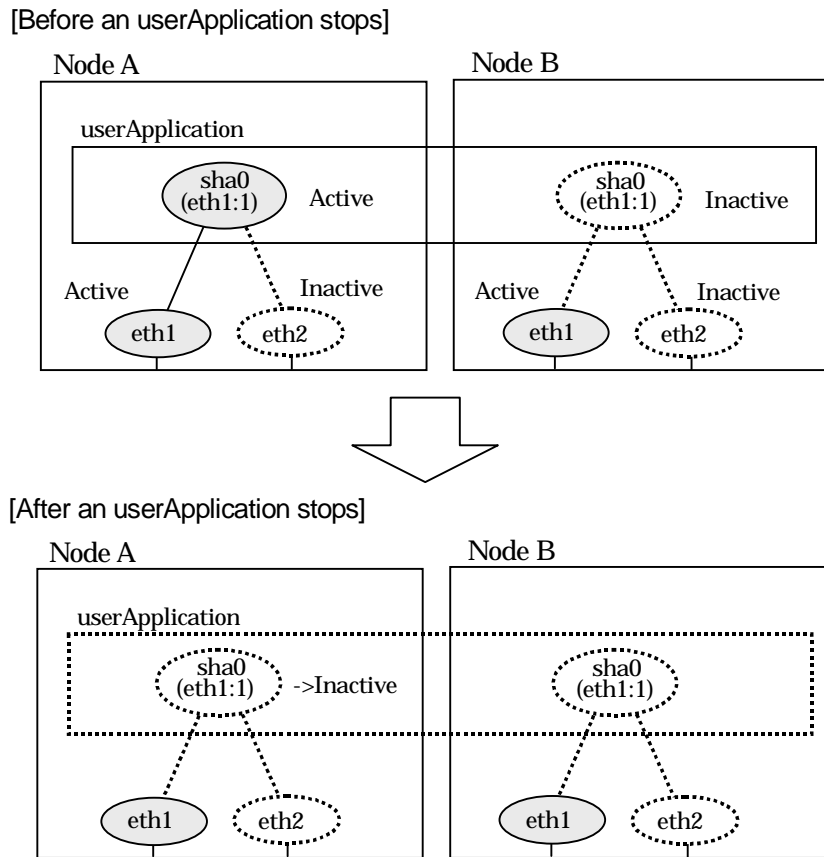 [Before an userApplication stops]
Node A
Node B
userApplication
sha0
(eth1:1)
Active
sha0
(eth1:1)
Inactive
Active
Inactive
Active
Inactive
eth1
eth2
eth1
eth2
[After an userApplication stops]
Node A
Node B
userApplication
sha0
(eth1:1)
->Inactive
sha0
(eth1:1)
eth1
eth2
eth1
eth2